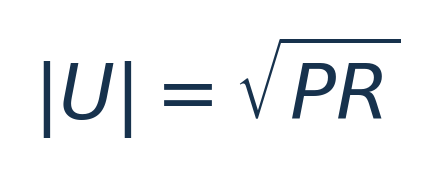 |U| = √PR